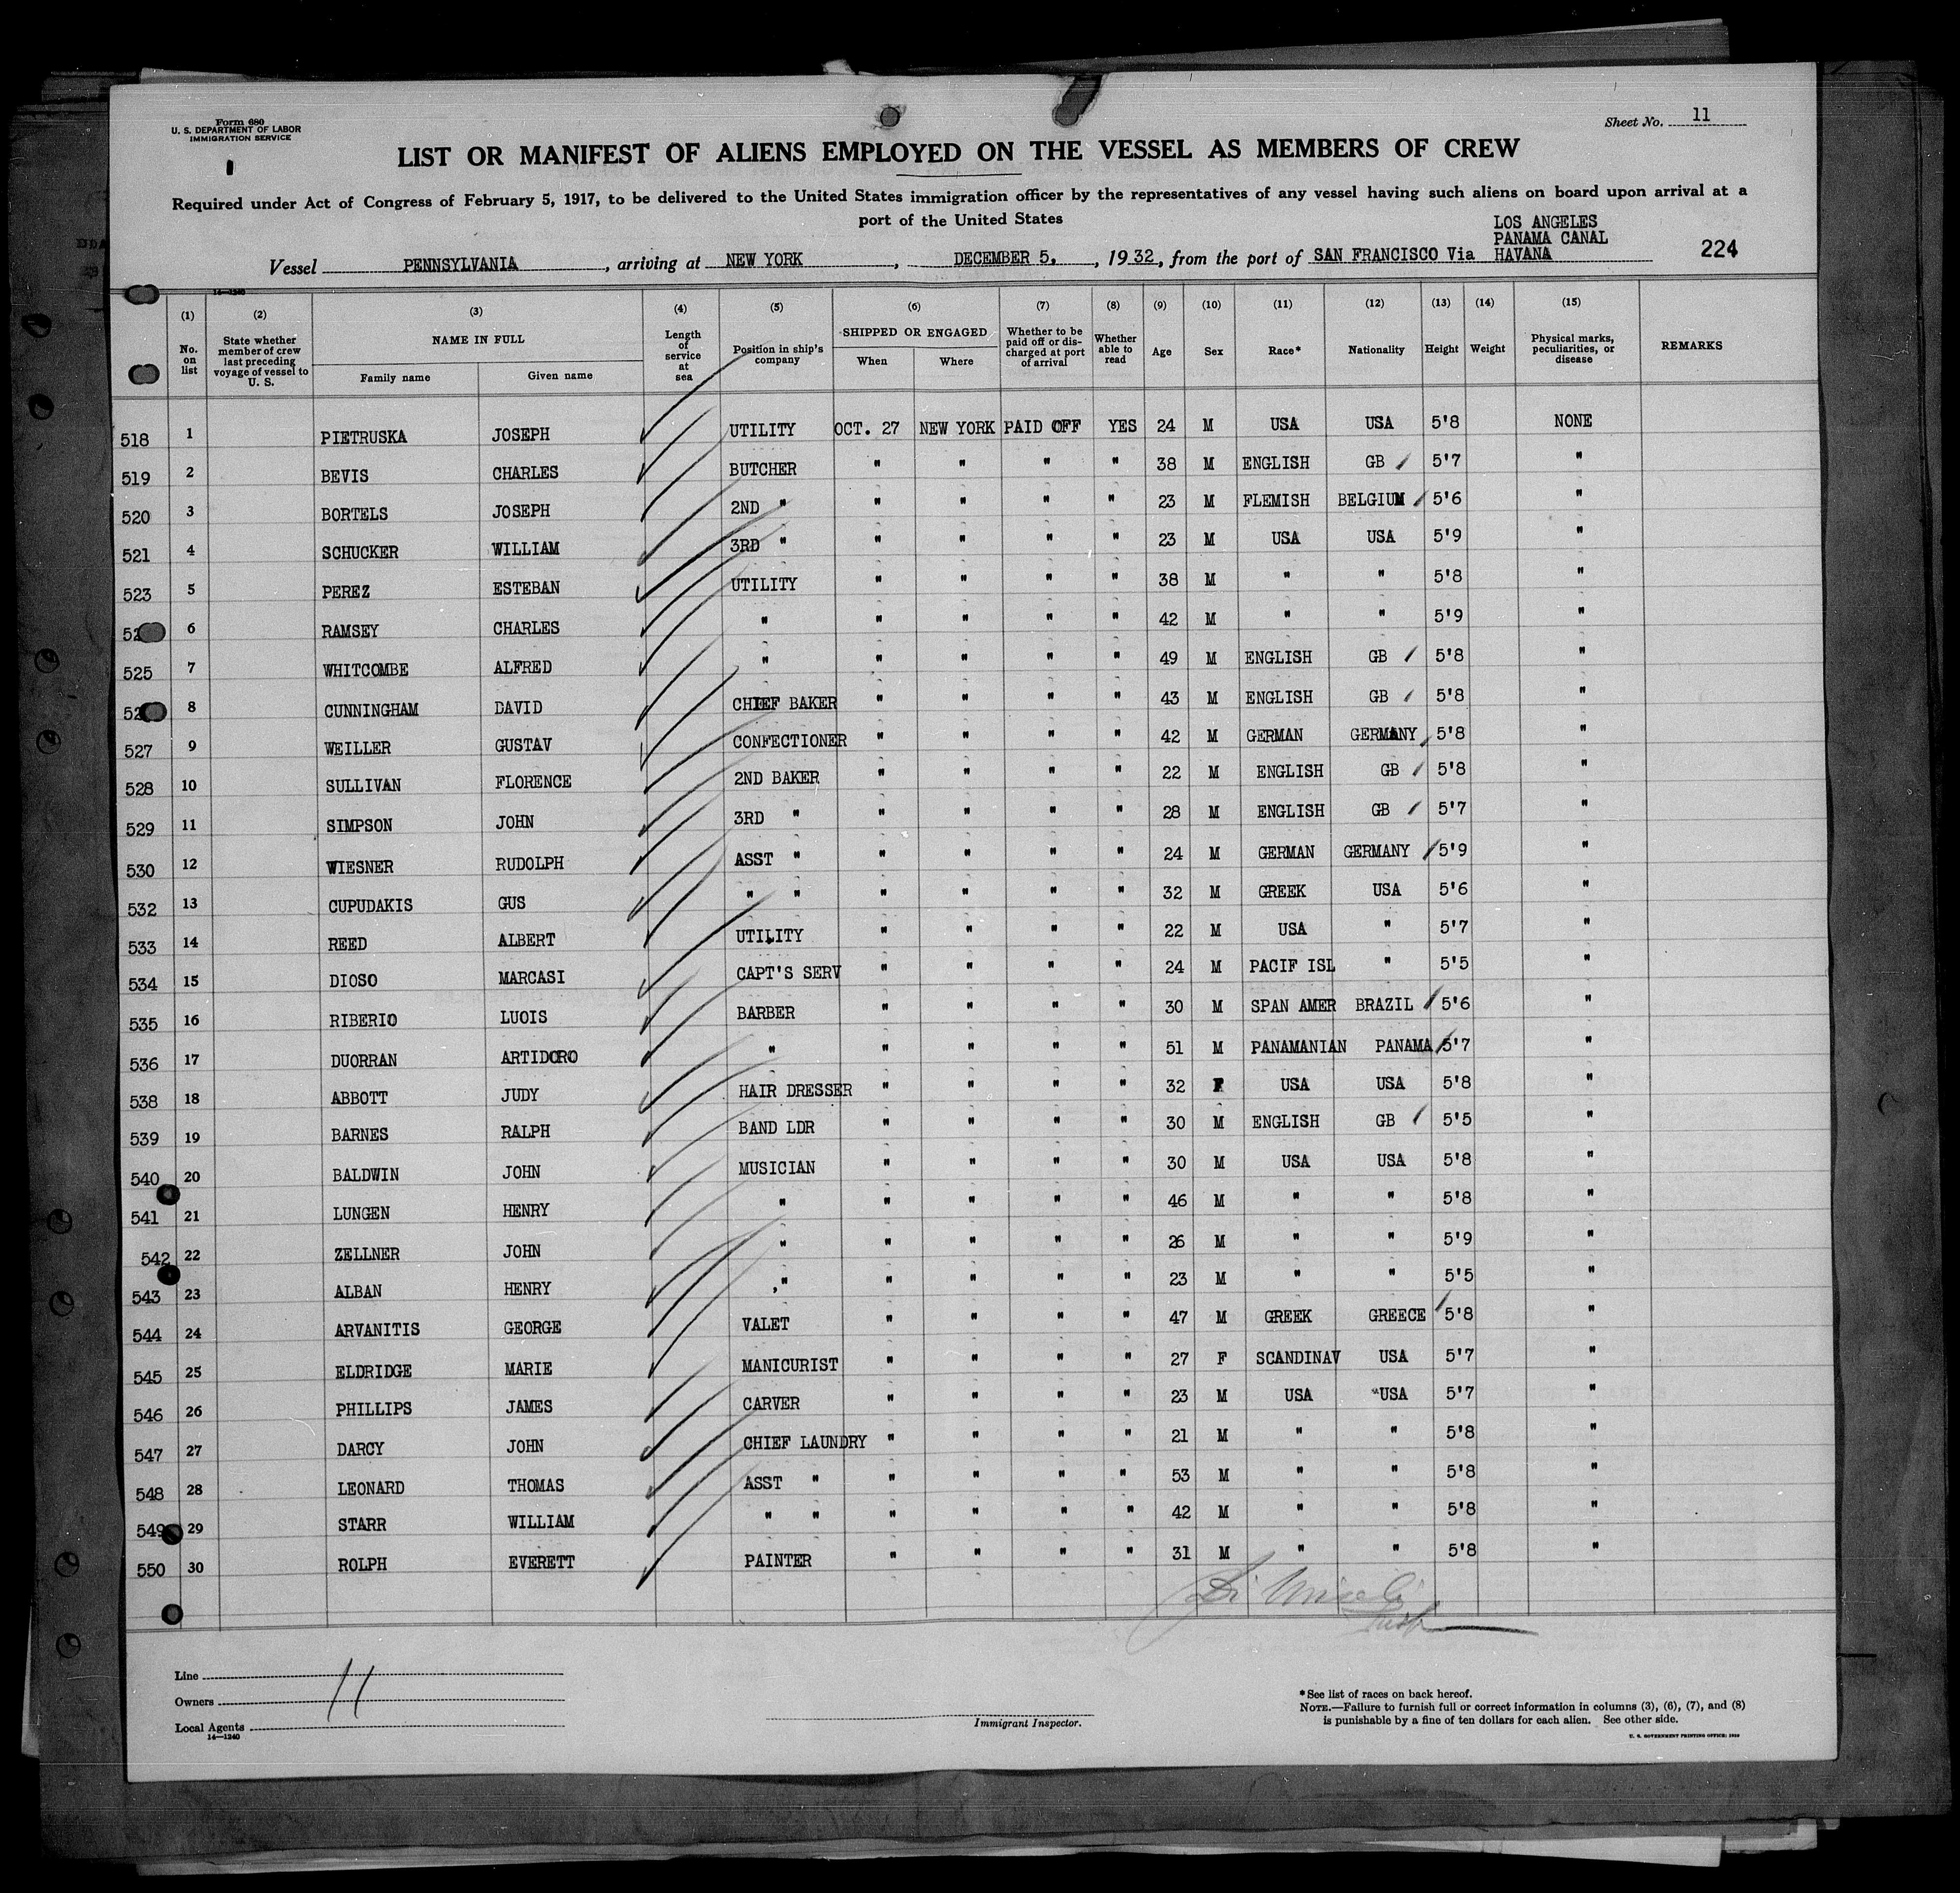 Form 680
U. S. DEPARTMENT OF LABOR
IMMIGRATION SERVICE
Sheet No. 11
LIST OR MANIFEST OF ALIENS EMPLOYED ON THE VESSEL AS MEMBERS OF CREW
Required under Act of Congress of February 5, 1917, to be delivered to the United States immigration officer by the representatives of any vessel having such aliens on board upon arrival at a
port of the United States
LOS ANGELES
PANAMA CANAL
Vessel PENNSYLVANIA, arriving at NEW YORK, DECEMBER 5., 1932, from the port of SAN FRANCISCO Via HAVANA
224
14—1240
(1) (2) (3) (4) (5) (6) (7) (8) (9) (10) (11) (12) (13) (14) (15)
No. on list State whether member of crew last preceding voyage of vessel to U. S. NAME IN FULL Length of service at sea Position in ship's company SHIPPED OR ENGAGED Whether to be paid off or discharged at port of arrival Whether able to read Age Sex Race* Nationality Height Weight Physical marks, peculiarities, or disease REMARKS
Family name Given name When Where
518 1 PIETRUSKA JOSEPH UTILITY OCT. 27 NEW YORK PAID OFF YES 24 M USA USA 5'8 NONE
519 2 BEVIS CHARLES BUTCHER " " " " 38 M ENGLISH GB 5'7 "
520 3 BORTELS JOSEPH 2ND " " " " " 23 M FLEMISH BELGIUM 5'6 "
521 4 SCHUCKER WILLIAM 3RD " " " " " 23 M USA USA 5'9 "
523 5 PEREZ ESTEBAN UTILITY " " " " 38 M " " 5'8 "
52 6 RAMSEY CHARLES " " " " " 42 M " " 5'9 "
525 7 WHITCOMBE ALFRED " " " " " 49 M ENGLISH GB 5'8 "
52 8 CUNNINGHAM DAVID CHIEF BAKER " " " " 43 M ENGLISH GB 5'8 "
527 9 WEILLER GUSTAV CONFECTIONER " " " " 42 M GERMAN GERMANY 5'8 "
528 10 SULLIVAN FLORENCE 2ND BAKER " " " " 22 M ENGLISH GB 5'8 "
529 11 SIMPSON JOHN 3RD " " " " " 28 M ENGLISH GB 5'7 "
530 12 WIESNER RUDOLPH ASST " " " " " 24 M GERMAN GERMANY 5'9 "
532 13 CUPUDAKIS GUS " " " " " " 32 M GREEK USA 5'6 "
533 14 REED ALBERT UTILITY " " " " 22 M USA " 5'7 "
534 15 DIOSO MARCASI CAPT'S SERV " " " " 24 M PACIF ISL " 5'5 "
535 16 RIBERIO LUOIS BARBER " " " " 30 M SPAN AMER BRAZIL 5'6 "
536 17 DUORRAN ARTIDORO " " " " " 51 M PANAMANIAN PANAMA 5'7 "
538 18 ABBOTT JUDY HAIR DRESSER " " " " 32 F USA USA 5'8 "
539 19 BARNES RALPH BAND LDR " " " " 30 M ENGLISH GB 5'5 "
540 20 BALDWIN JOHN MUSICIAN " " " " 30 M USA USA 5'8 "
541 21 LUNGEN HENRY " " " " " 46 M " " 5'8 "
542 22 ZELLNER JOHN " " " " " 26 M " " 5'9 "
543 23 ALBAN HENRY " " " " " 23 M " " 5'5 "
544 24 ARVANITIS GEORGE VALET " " " " 47 M GREEK GREECE 5'8 "
545 25 ELDRIDGE MARIE MANICURIST " " " " 27 F SCANDINAV USA 5'7 "
546 26 PHILLIPS JAMES CARVER " " " " 23 M USA USA 5'7 "
547 27 DARCY JOHN CHIEF LAUNDRY " " " " 21 M " " 5'8 "
548 28 LEONARD THOMAS ASST " " " " " 53 M " " 5'8 "
549 29 STARR WILLIAM " " " " " " 42 M " " 5'8 "
550 30 ROLPH EVERETT PAINTER " " " " 31 M " " 5'8 "
Line
Owners 11
Local Agents
14—1240
Immigrant Inspector.
*See list of races on back hereof.
NOTE.—Failure to furnish full or correct information in columns (3), (6), (7), and (8)
is punishable by a fine of ten dollars for each alien. See other side.